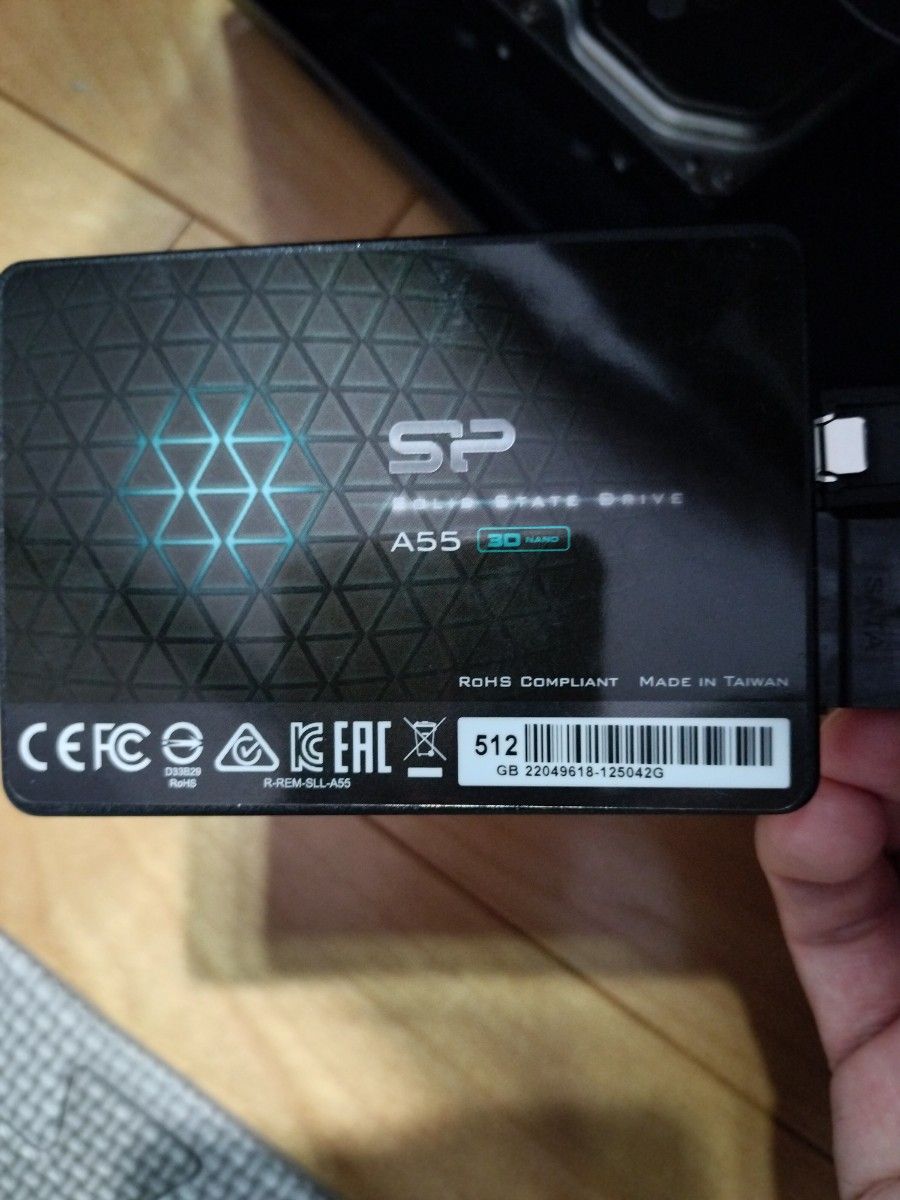 SP
SOLID STATE DRIVE
A55 3D NAND
RoHS COMPLIANT MADE IN TAIWAN
CE FC KC EAC
D33B29
RoHS
R-REM-SLL-A55
512
GB 22049618-125042G
SATA